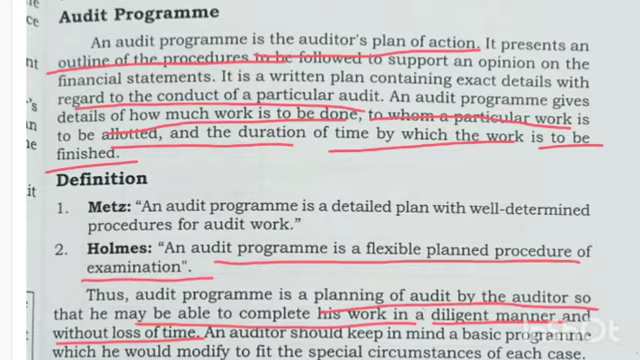 ne
ce
Audit Programme
An audit programme is the auditor's plan of action. It presents an
nt outline of the procedures to be followed to support an opinion on the
financial statements. It is a written plan containing exact details with
regard to the conduct of a particular audit. An audit programme gives
's details of how much work is to be done, to whom a particular work is
an to be allotted, and the duration of time by which the work is to be
finished.
it
Definition
1. Metz: "An audit programme is a detailed plan with well-determined
procedures for audit work."
2. Holmes: "An audit programme is a flexible planned procedure of
examination".
Thus, audit programme is a planning of audit by the auditor so
that he may be able to complete his work in a diligent manner and
without loss of time. An auditor should keep in mind a basic programme
which he would modify to fit the special circumstances of each case.